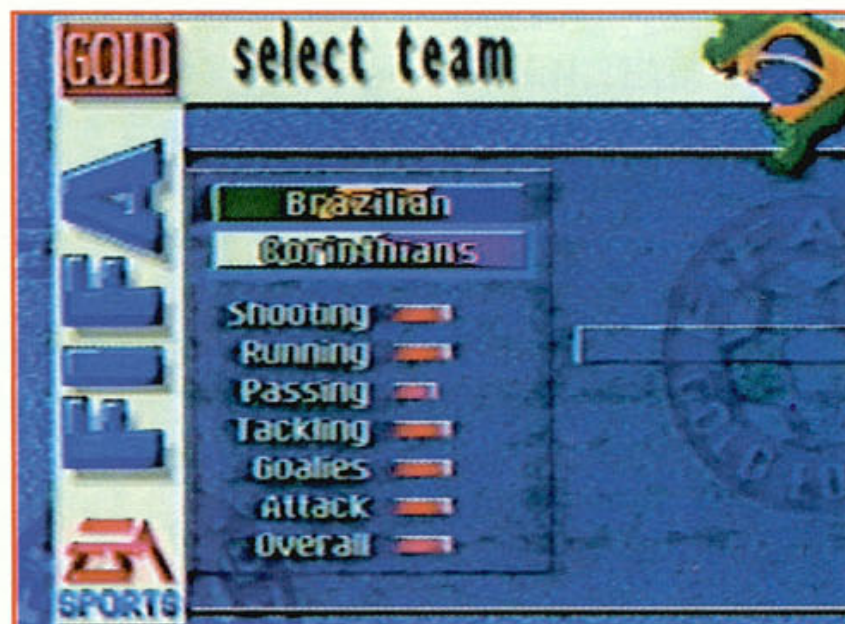 GOLD select team
FIFA
Brazilian
Corinthians
Shooting
Running
Passing
Tackling
Goalies
Attack
Overall
EA
SPORTS